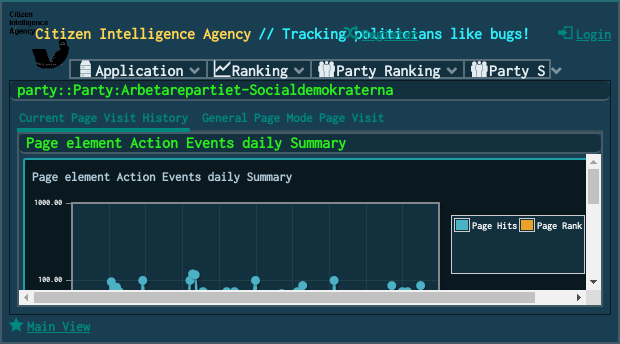 Citizen
Intelligence
Agency
Citizen Intelligence Agency // Tracking politicians like bugs!
Register
Login
Application
Ranking
Party Ranking
Party S
party::Party:Arbetarepartiet-Socialdemokraterna
Current Page Visit History
General Page Mode Page Visit
Page element Action Events daily Summary
Page element Action Events daily Summary
1000.00
100.00
Page Hits
Page Rank
Main View